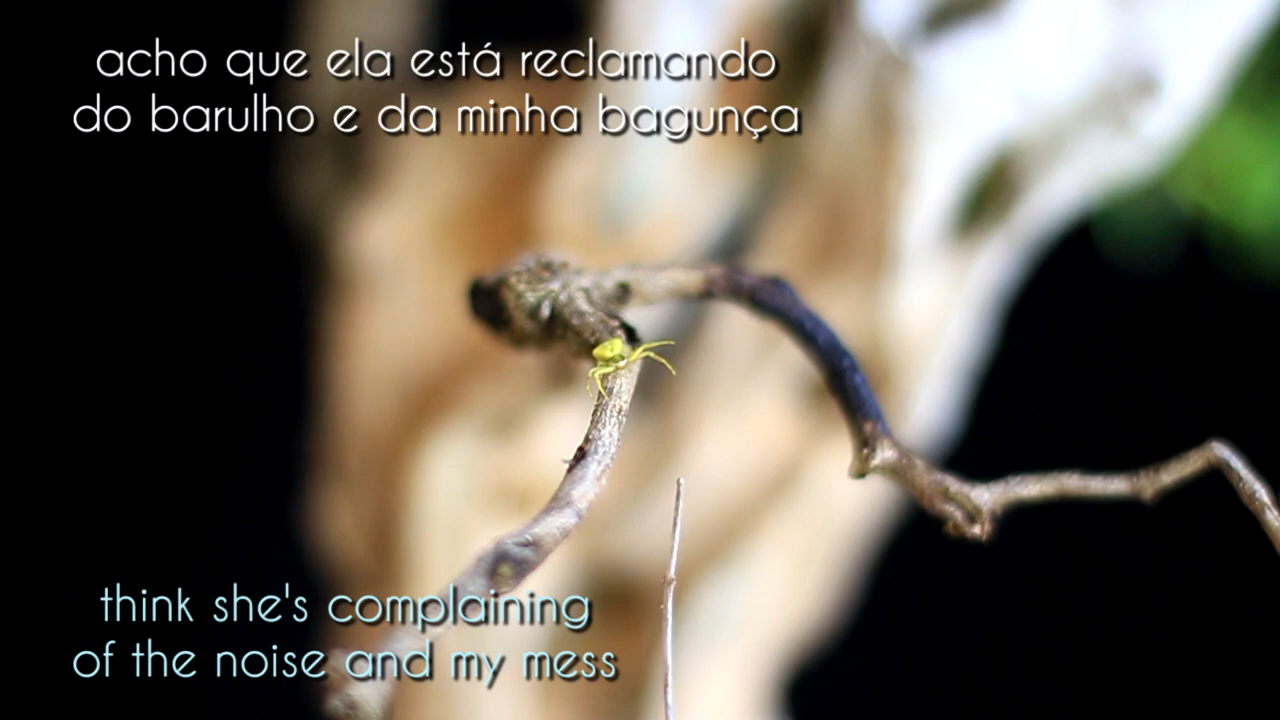 acho que ela está reclamando
do barulho e da minha bagunça
think she's complaining
of the noise and my mess